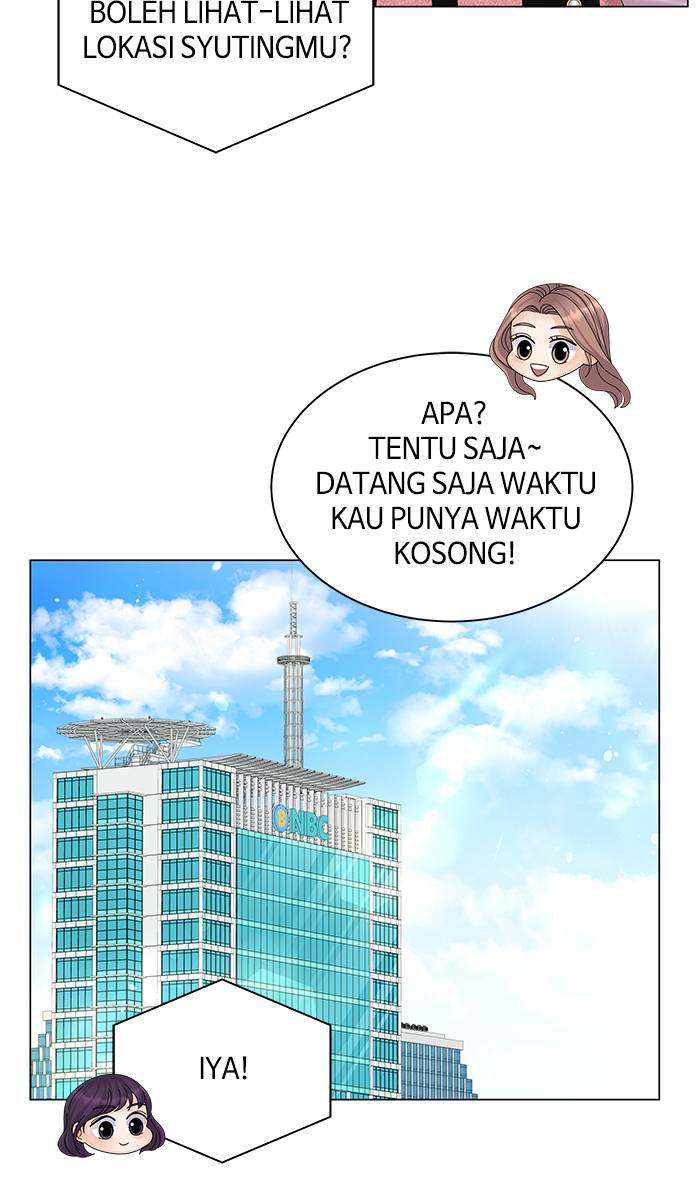 BOLEH LIHAT-LIHAT
LOKASI SYUTINGMU?
APA?
TENTU SAJA~
DATANG SAJA WAKTU
KAU PUNYA WAKTU
KOSONG!
NBC
IYA!